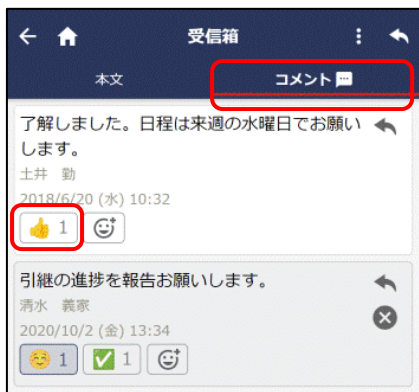 受信箱
本文
コメント
了解しました。日程は来週の水曜日でお願い
します。
土井 勤
2018/6/20 (水) 10:32
1
引継の進捗を報告お願いします。
清水 義家
2020/10/2 (金) 13:34
1 1